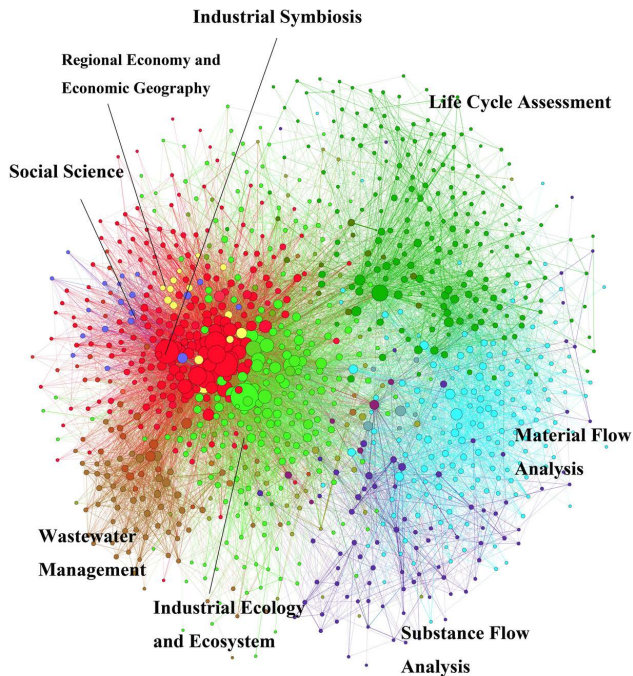 Industrial Symbiosis
Regional Economy and
Economic Geography
Life Cycle Assessment
Social Science
Material Flow
Analysis
Wastewater
Management
Industrial Ecology
and Ecosystem
Substance Flow
Analysis